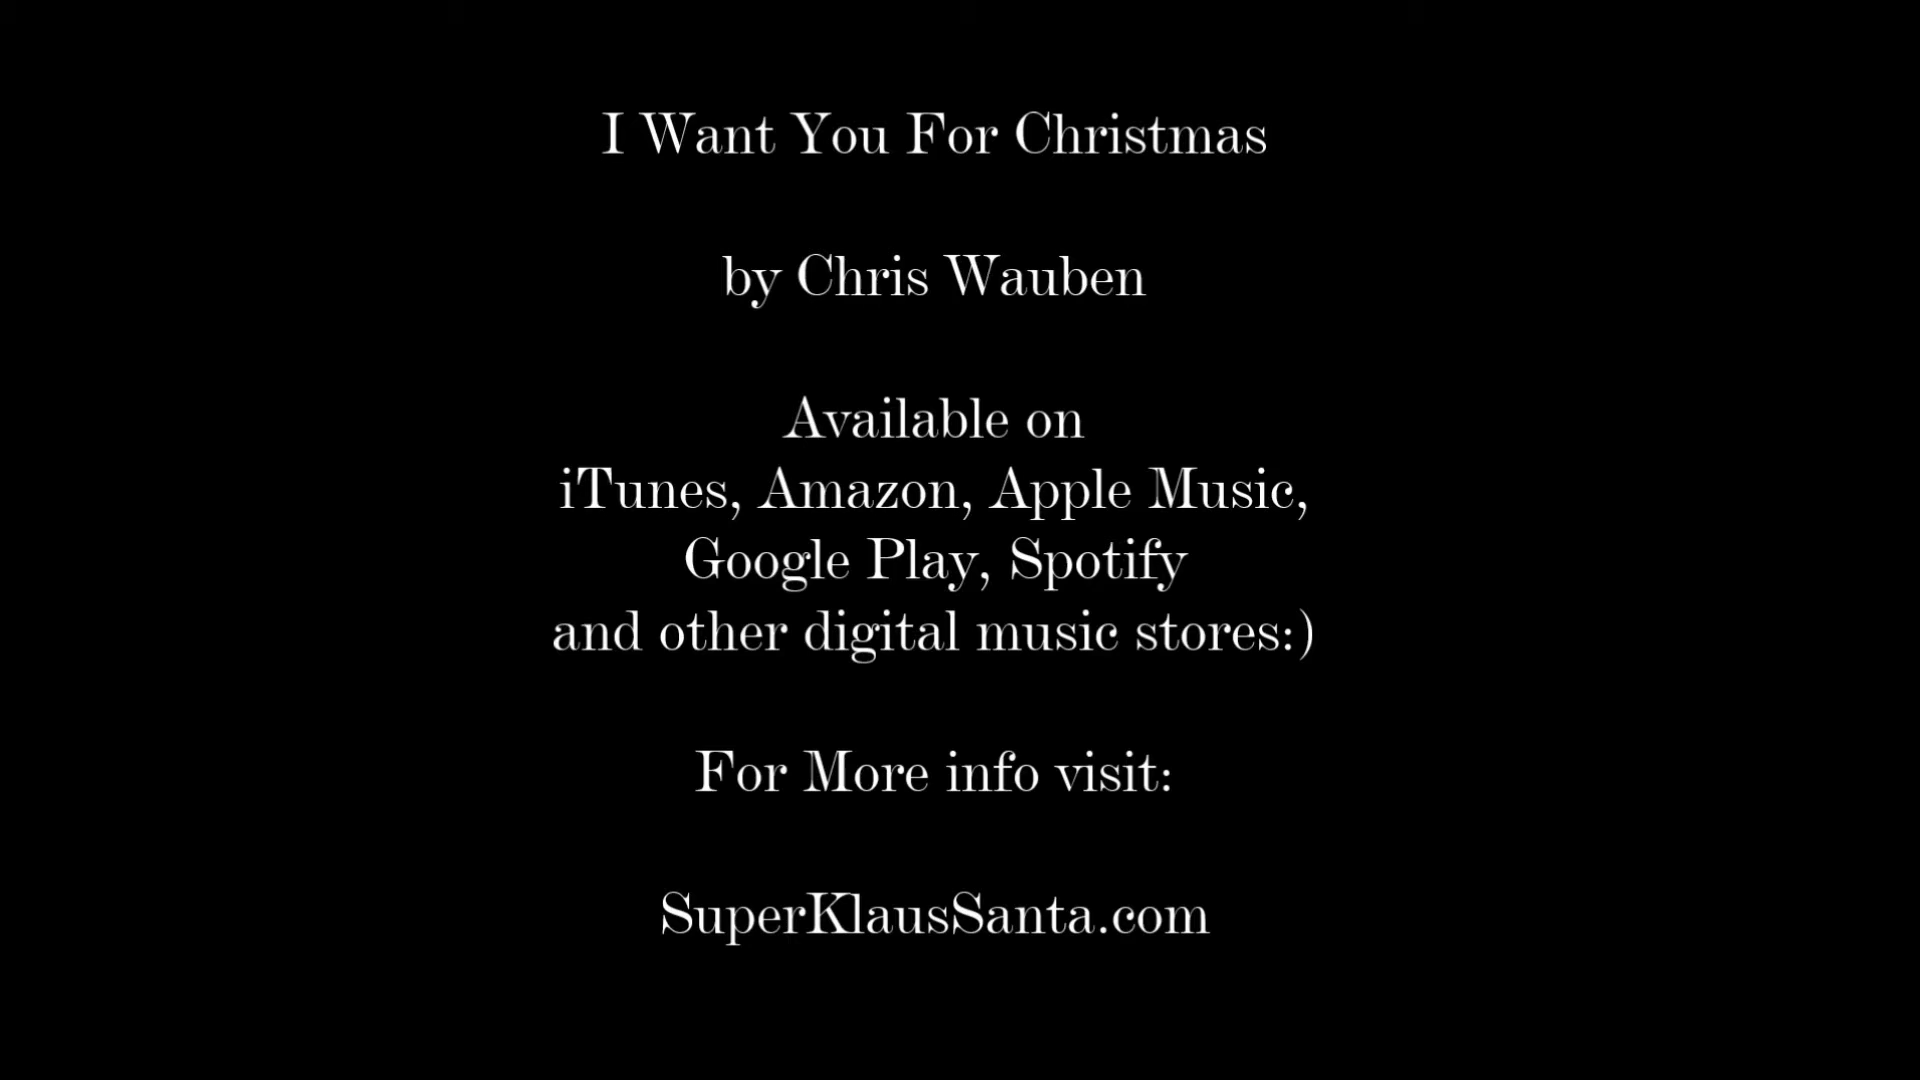 I Want You For Christmas
by Chris Wauben
Available on
iTunes, Amazon, Apple Music,
Google Play, Spotify
and other digital music stores:)
For More info visit:
SuperKlausSanta.com